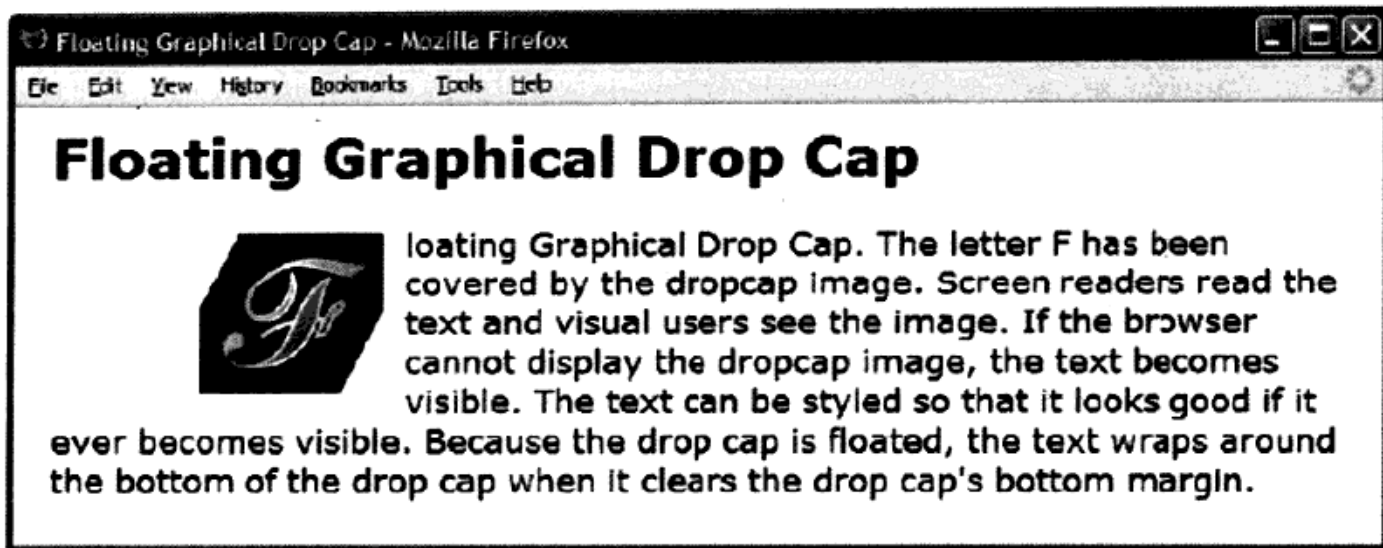 Floating Graphical Drop Cap - Mozilla Firefox
File Edit View History Bookmarks Tools Help
Floating Graphical Drop Cap
F loating Graphical Drop Cap. The letter F has been
covered by the dropcap image. Screen readers read the
text and visual users see the image. If the browser
cannot display the dropcap image, the text becomes
visible. The text can be styled so that it looks good if it
ever becomes visible. Because the drop cap is floated, the text wraps around
the bottom of the drop cap when it clears the drop cap's bottom margin.